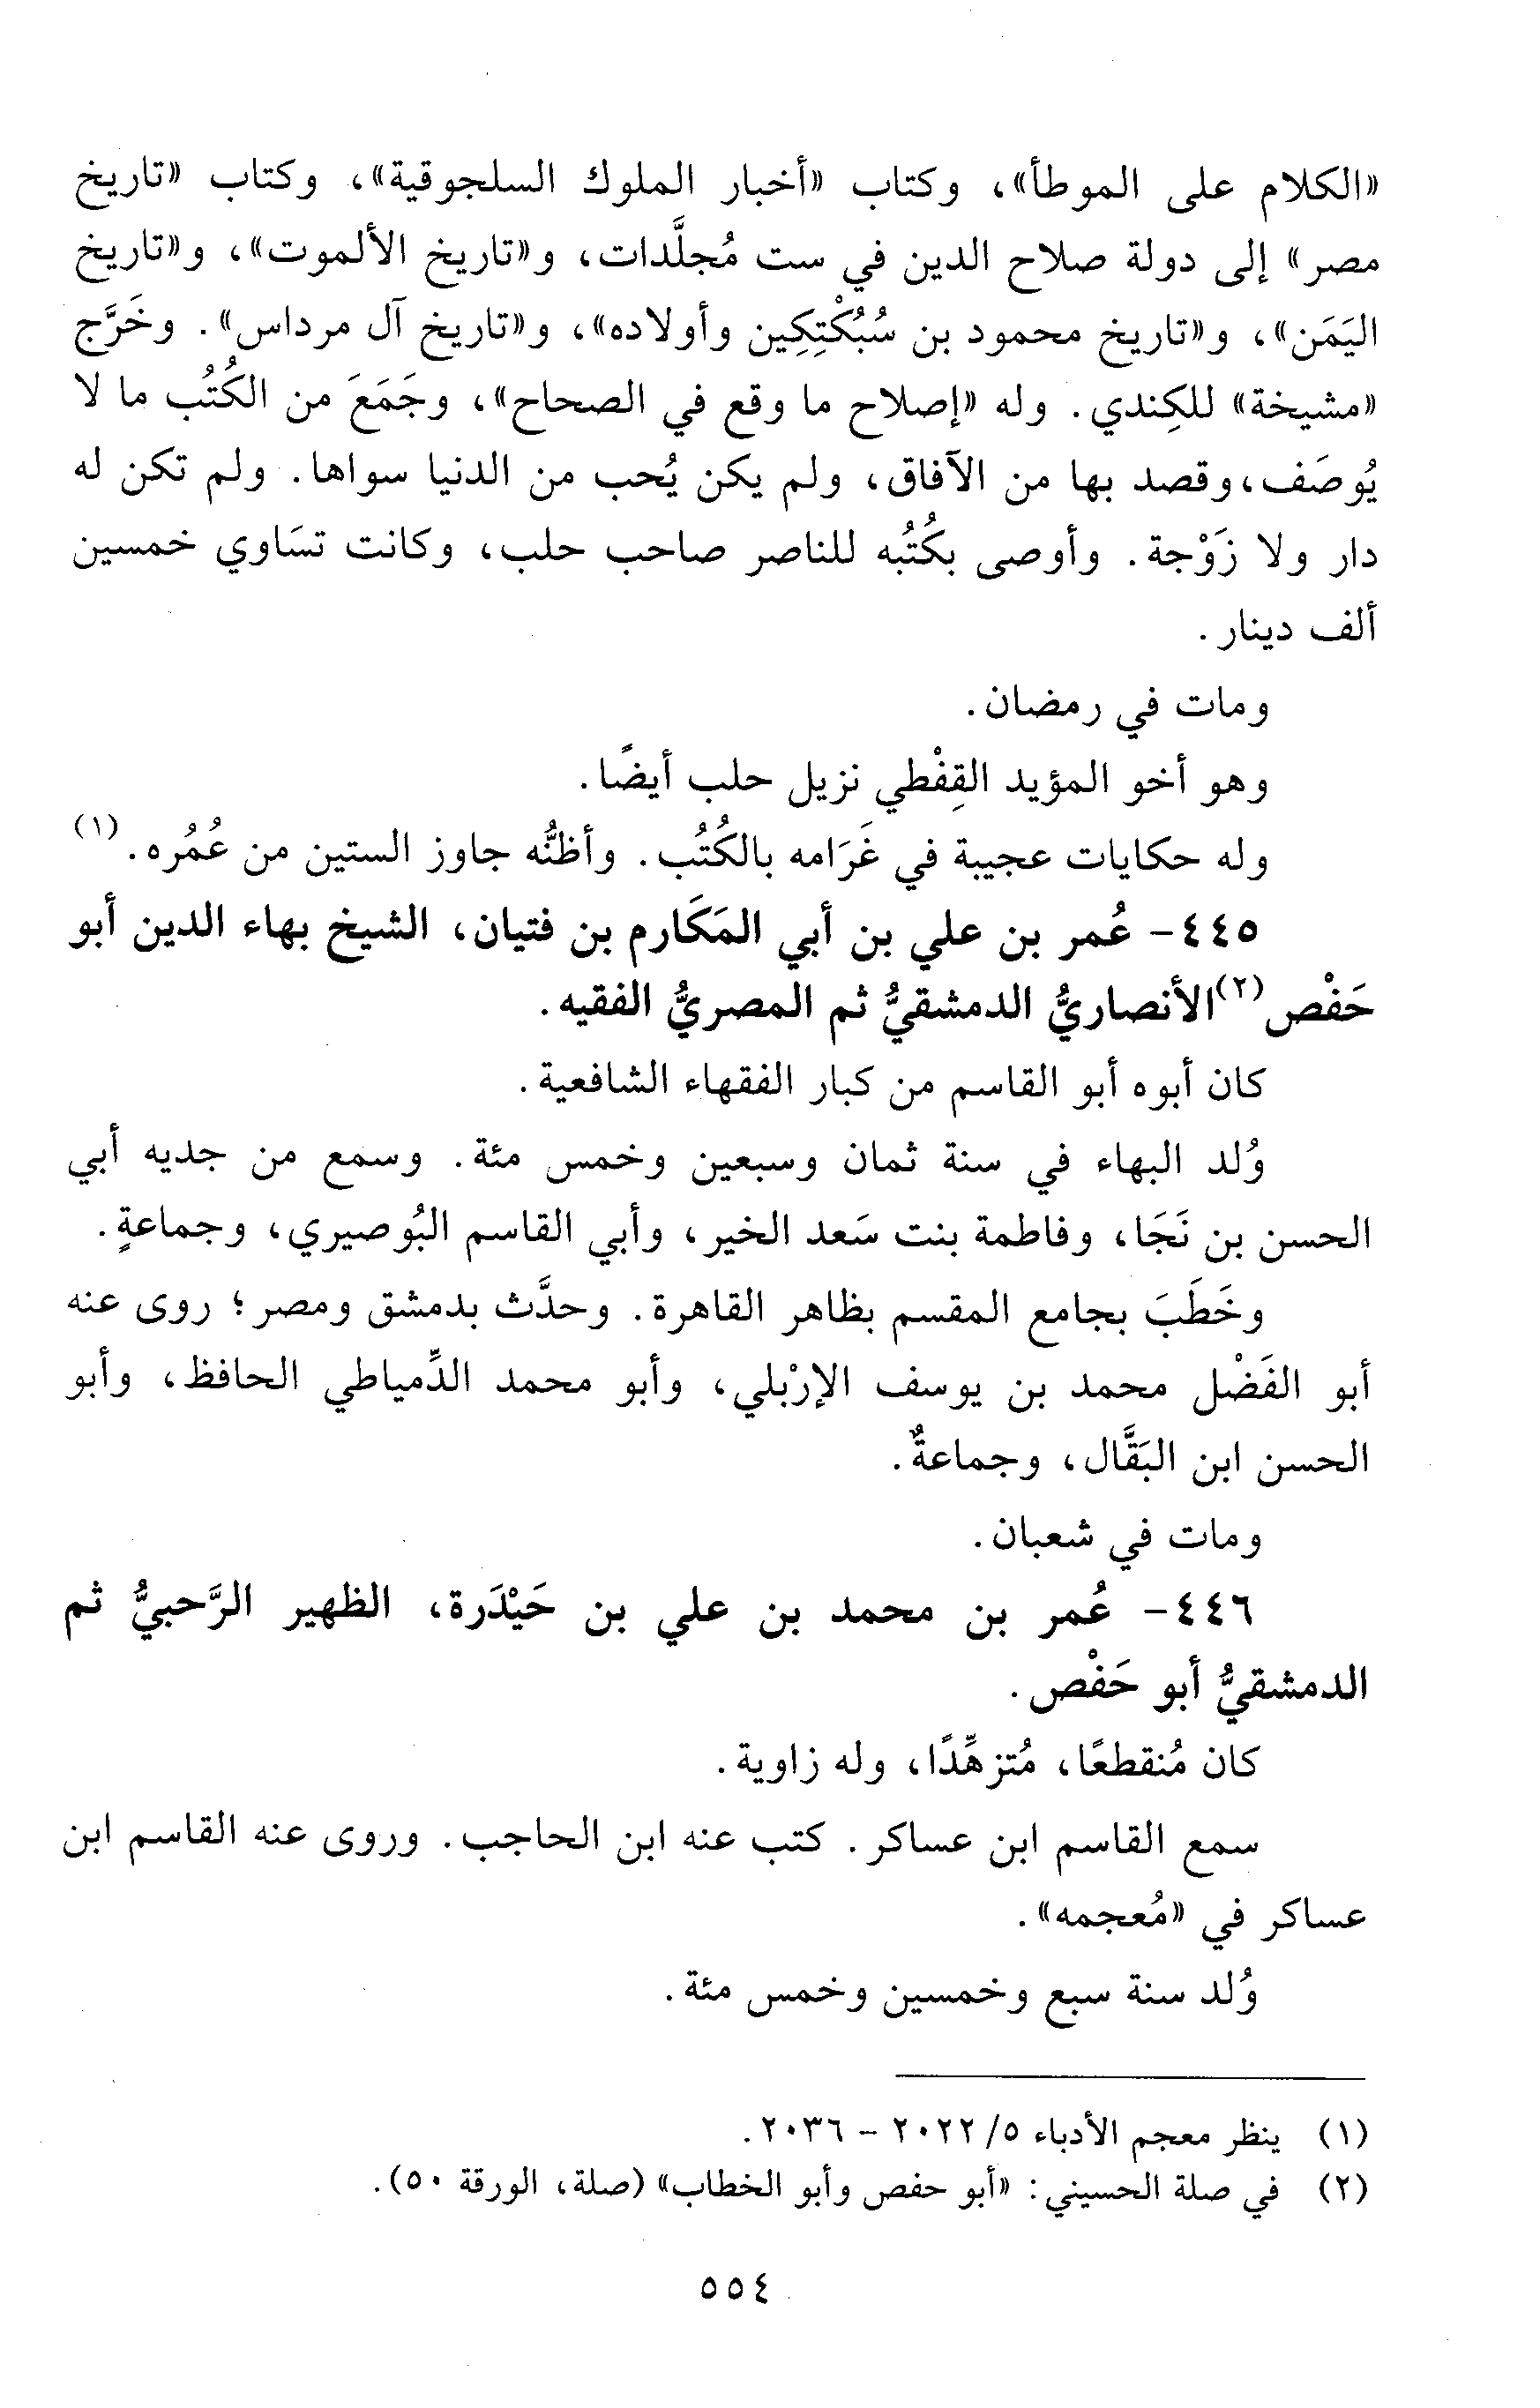 «الكلام على الموطأ»، وكتاب «أخبار الملوك السلجوقية»، وكتاب «تاريخ
مصر» إلى دولة صلاح الدين في ست مُجلَّدات، و«تاريخ الألموت»، و«تاريخ
اليَمَن»، و«تاريخ محمود بن سُبُكْتِكِين وأولاده»، و«تاريخ آل مرداس». وخَرَّج
«مشيخة» للكِندي. وله «إصلاح ما وقع في الصحاح»، وجَمَعَ من الكُتُب ما لا
يُوصَف، وقصد بها من الآفاق، ولم يكن يُحب من الدنيا سواها. ولم تكن له
دار ولا زَوْجة. وأوصى بكُتُبه للناصر صاحب حلب، وكانت تسَاوي خمسين
ألف دينار.
ومات في رمضان.
وهو أخو المؤيد القِفْطي نزيل حلب أيضًا.
وله حكايات عجيبة في غَرَامه بالكُتُب. وأظنُّه جاوز الستين من عُمُره.(١)
٤٤٥- عُمر بن علي بن أبي المَكَارم بن فتيان، الشيخ بهاء الدين أبو
حَفْص(٢) الأنصاريُّ الدمشقيُّ ثم المصريُّ الفقيه.
كان أبوه أبو القاسم من كبار الفقهاء الشافعية.
وُلد البهاء في سنة ثمان وسبعين وخمس مئة. وسمع من جديه أبي
الحسن بن نَجَا، وفاطمة بنت سَعد الخير، وأبي القاسم البُوصيري، وجماعةٍ.
وخَطَبَ بجامع المقسم بظاهر القاهرة. وحدَّث بدمشق ومصر؛ روى عنه
أبو الفَضْل محمد بن يوسف الإرْبلي، وأبو محمد الدِّمياطي الحافظ، وأبو
الحسن ابن البَقَّال، وجماعةٌ.
ومات في شعبان.
٤٤٦- عُمر بن محمد بن علي بن حَيْدَرة، الظهير الرَّحبيُّ ثم
الدمشقيُّ أبو حَفْص.
كان مُنقطعًا، مُتزهِّدًا، وله زاوية.
سمع القاسم ابن عساكر. كتب عنه ابن الحاجب. وروى عنه القاسم ابن
عساكر في «مُعجمه».
وُلد سنة سبع وخمسين وخمس مئة.
(١) ينظر معجم الأدباء ٥/ ٢٠٢٢ - ٢٠٣٦.
(٢) في صلة الحسيني: «أبو حفص وأبو الخطاب» (صلة، الورقة ٥٠).
٥٥٤